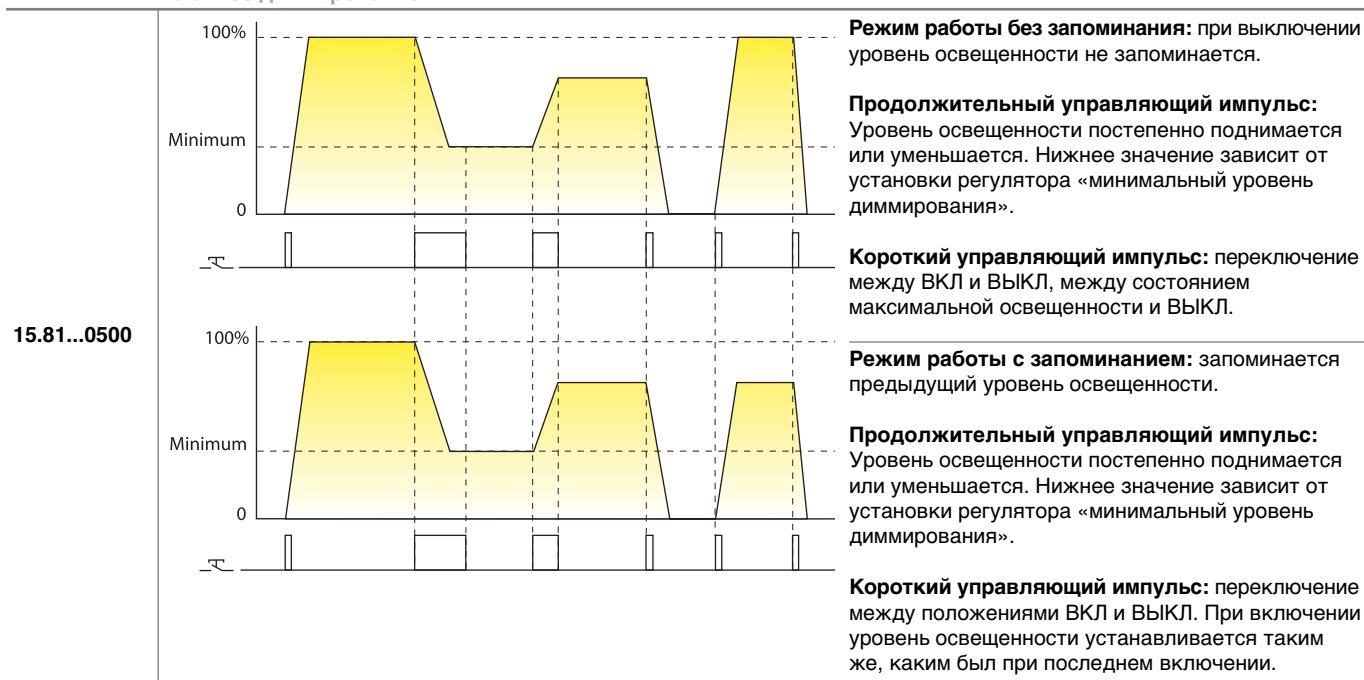 15.81...0500
100%
Minimum
0
100%
Minimum
0
Режим работы без запоминания: при выключении
уровень освещенности не запоминается.
Продолжительный управляющий импульс:
Уровень освещенности постепенно поднимается
или уменьшается. Нижнее значение зависит от
установки регулятора «минимальный уровень
диммирования».
Короткий управляющий импульс: переключение
между ВКЛ и ВЫКЛ, между состоянием
максимальной освещенности и ВЫКЛ.
Режим работы с запоминанием: запоминается
предыдущий уровень освещенности.
Продолжительный управляющий импульс:
Уровень освещенности постепенно поднимается
или уменьшается. Нижнее значение зависит от
установки регулятора «минимальный уровень
диммирования».
Короткий управляющий импульс: переключение
между положениями ВКЛ и ВЫКЛ. При включении
уровень освещенности устанавливается таким
же, каким был при последнем включении.